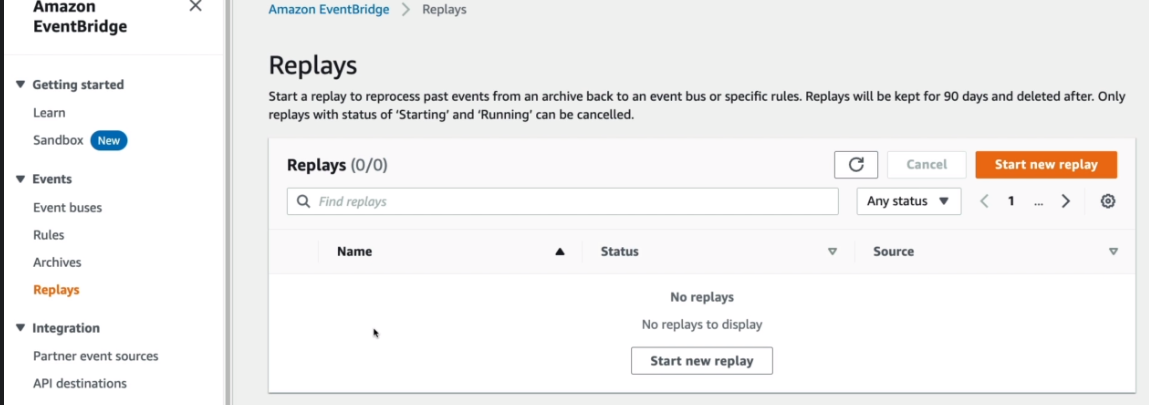 Amazon
EventBridge
Getting started
Learn
Sandbox New
Events
Event buses
Rules
Archives
Replays
Integration
Partner event sources
API destinations
Amazon EventBridge > Replays
Replays
Start a replay to reprocess past events from an archive back to an event bus or specific rules. Replays will be kept for 90 days and deleted after. Only
replays with status of ‘Starting’ and ‘Running’ can be cancelled.
Replays (0/0)
Cancel
Start new replay
Find replays
Any status
1 ...
Name Status Source
No replays
No replays to display
Start new replay